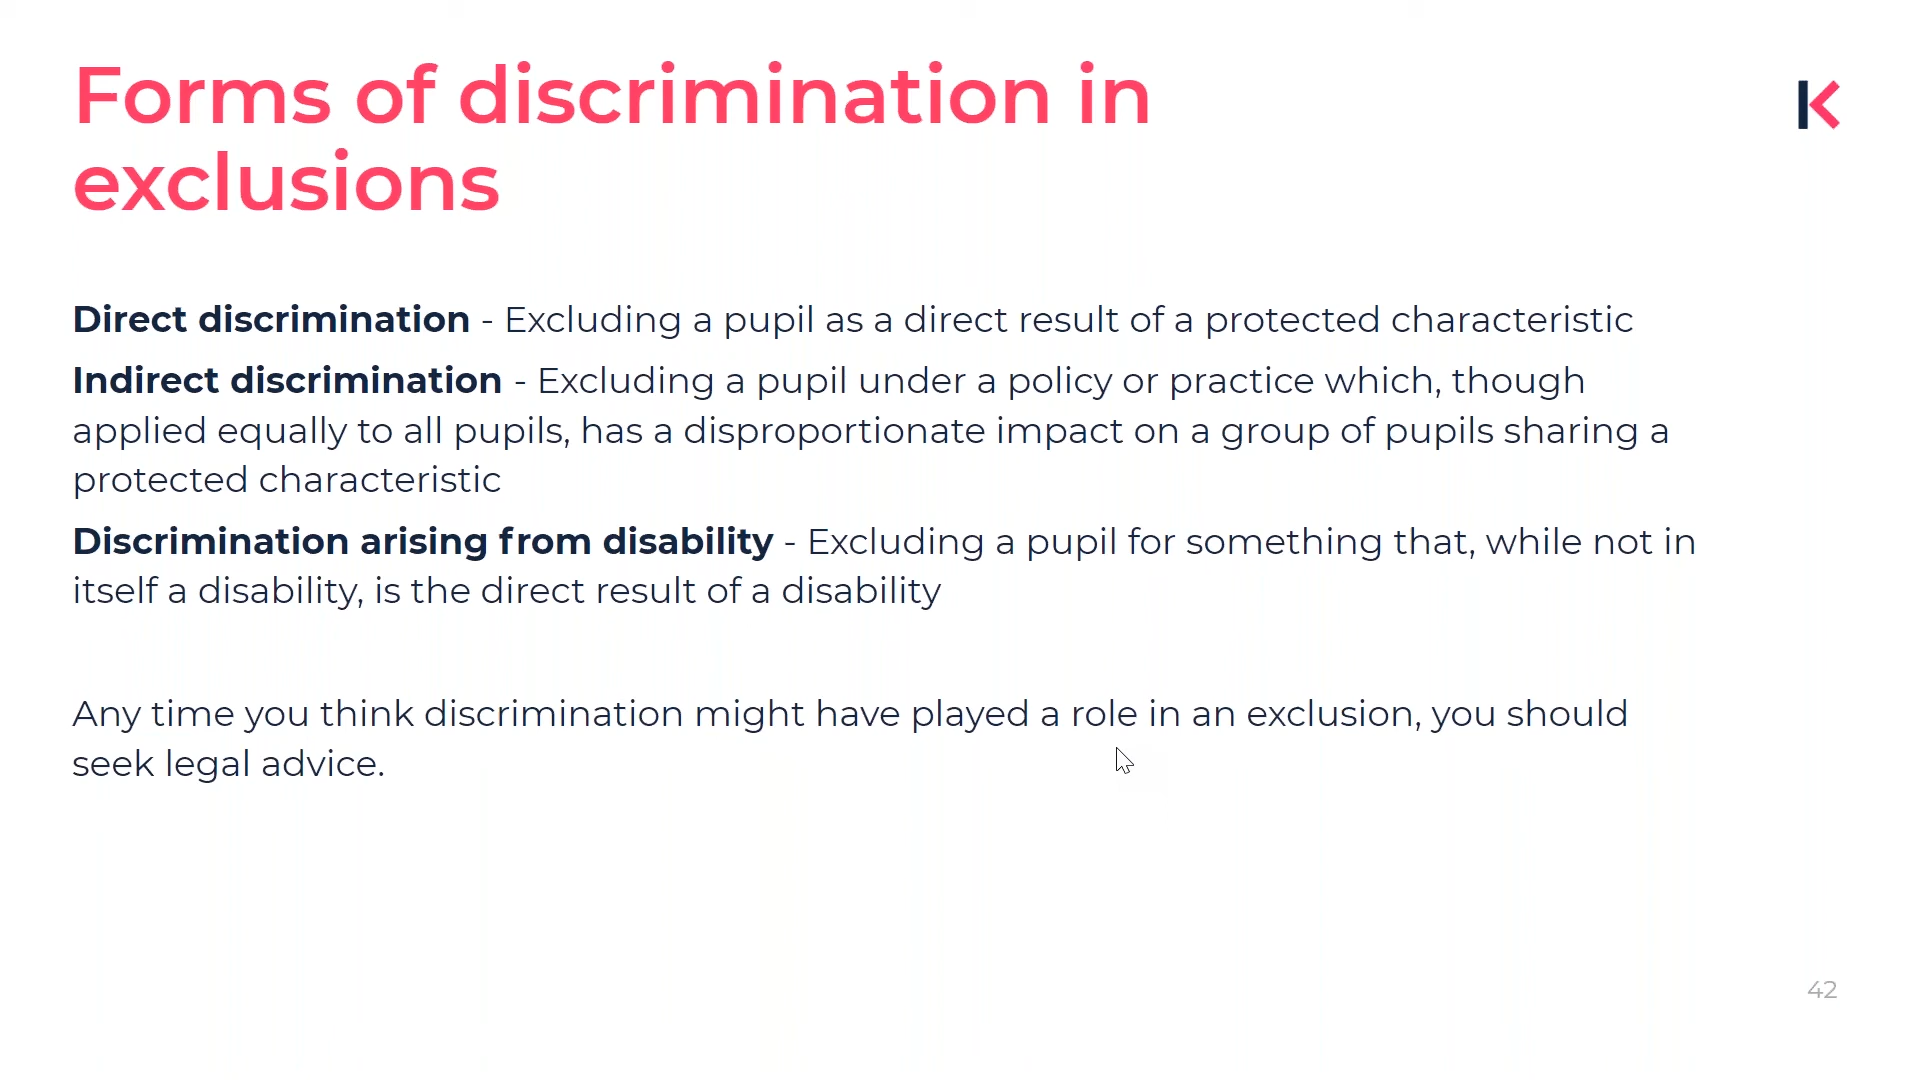 Forms of discrimination in
exclusions
K
Direct discrimination - Excluding a pupil as a direct result of a protected characteristic
Indirect discrimination - Excluding a pupil under a policy or practice which, though
applied equally to all pupils, has a disproportionate impact on a group of pupils sharing a
protected characteristic
Discrimination arising from disability - Excluding a pupil for something that, while not in
itself a disability, is the direct result of a disability
Any time you think discrimination might have played a role in an exclusion, you should
seek legal advice.
42